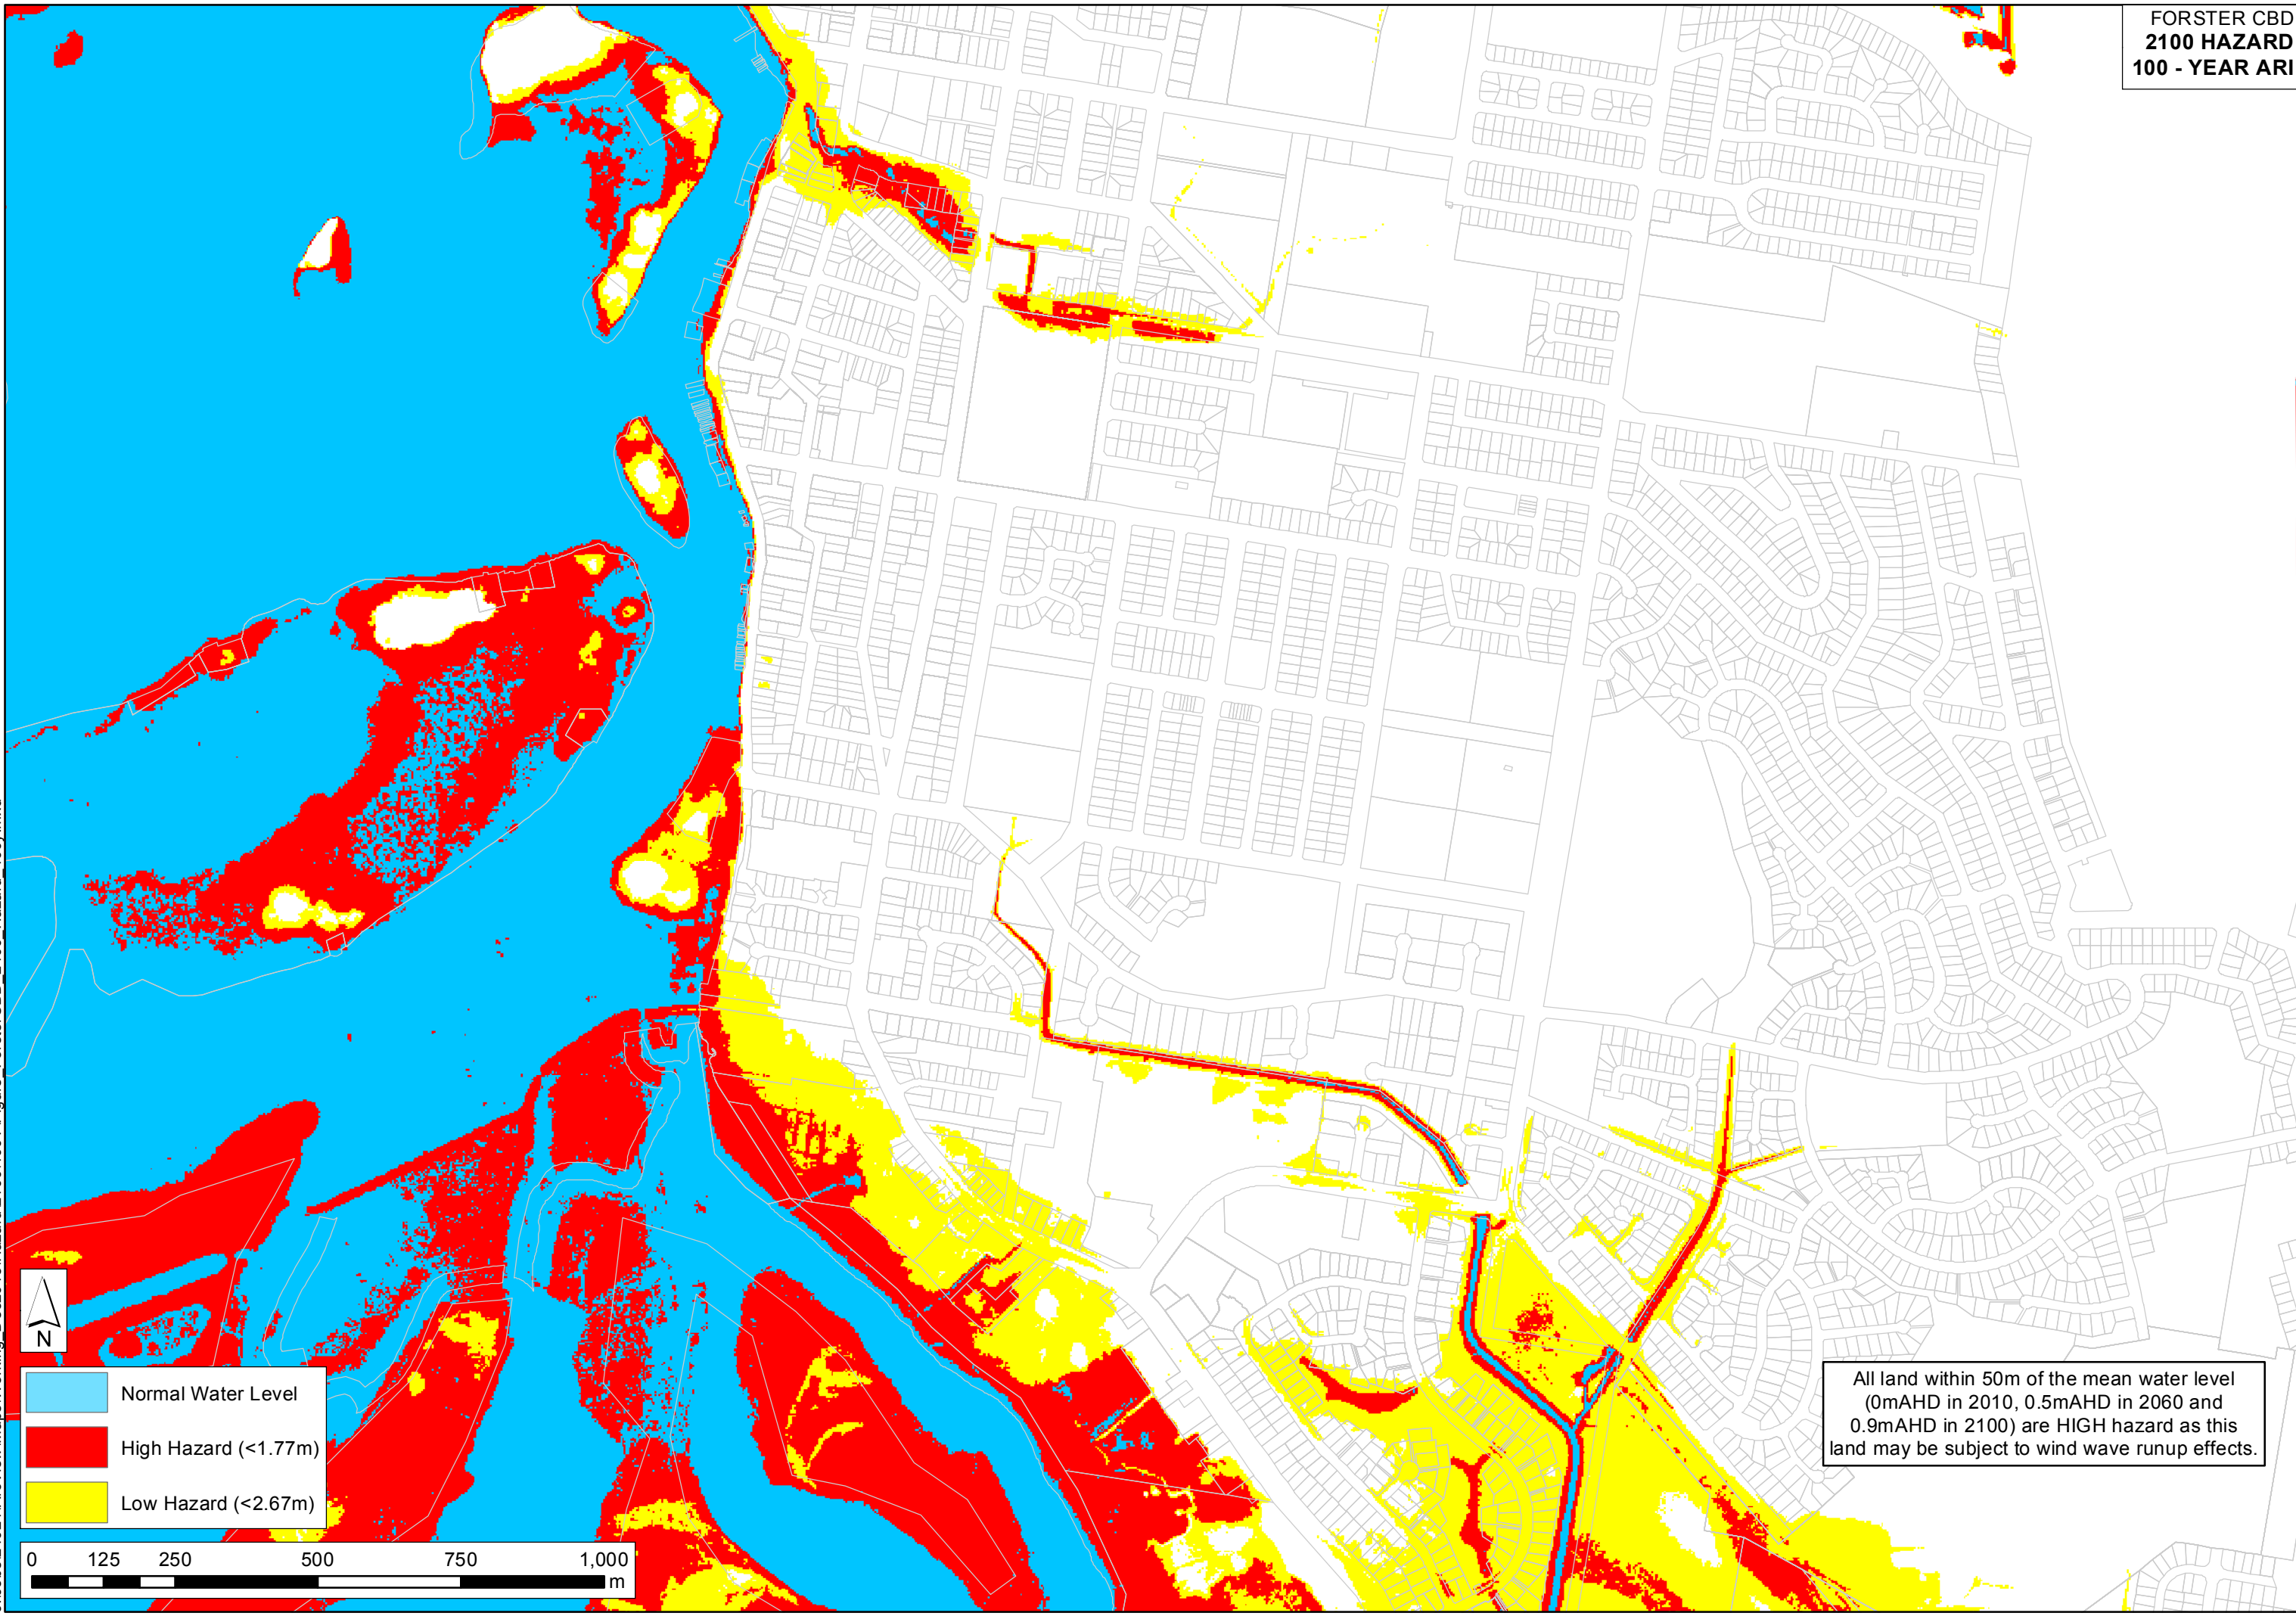 FORSTER CBD
2100 HAZARD
100 - YEAR ARI
N
Normal Water Level
High Hazard (<1.77m)
Low Hazard (<2.67m)
0 125 250 500 750 1,000
m
All land within 50m of the mean water level
(0mAHD in 2010, 0.5mAHD in 2060 and
0.9mAHD in 2100) are HIGH hazard as this
land may be subject to wind wave runup effects.